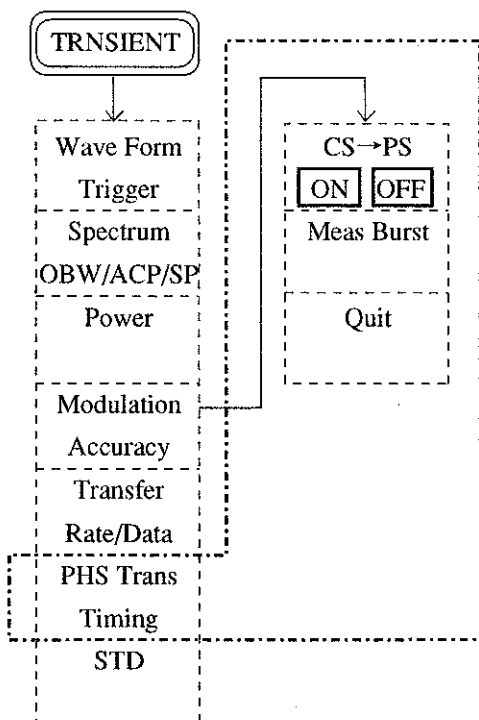 TRNSIENT
Wave Form
Trigger
Spectrum
OBW/ACP/SP
Power
Modulation
Accuracy
Transfer
Rate/Data
PHS Trans
Timing
STD
CS→PS
ON OFF
Meas Burst
Quit